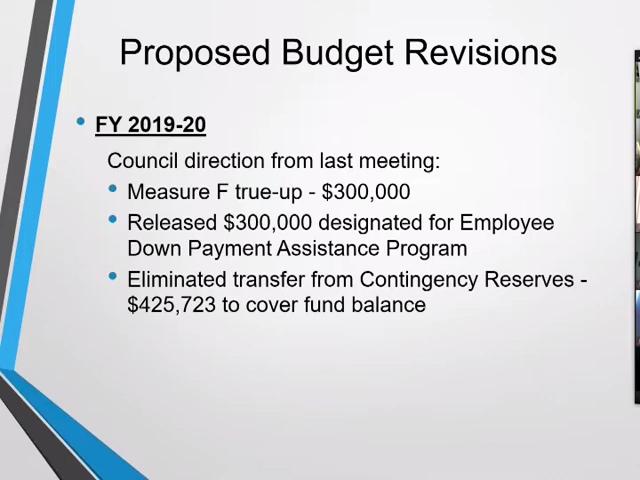 Proposed Budget Revisions
• FY 2019-20
Council direction from last meeting:
• Measure F true-up - $300,000
• Released $300,000 designated for Employee
Down Payment Assistance Program
• Eliminated transfer from Contingency Reserves -
$425,723 to cover fund balance